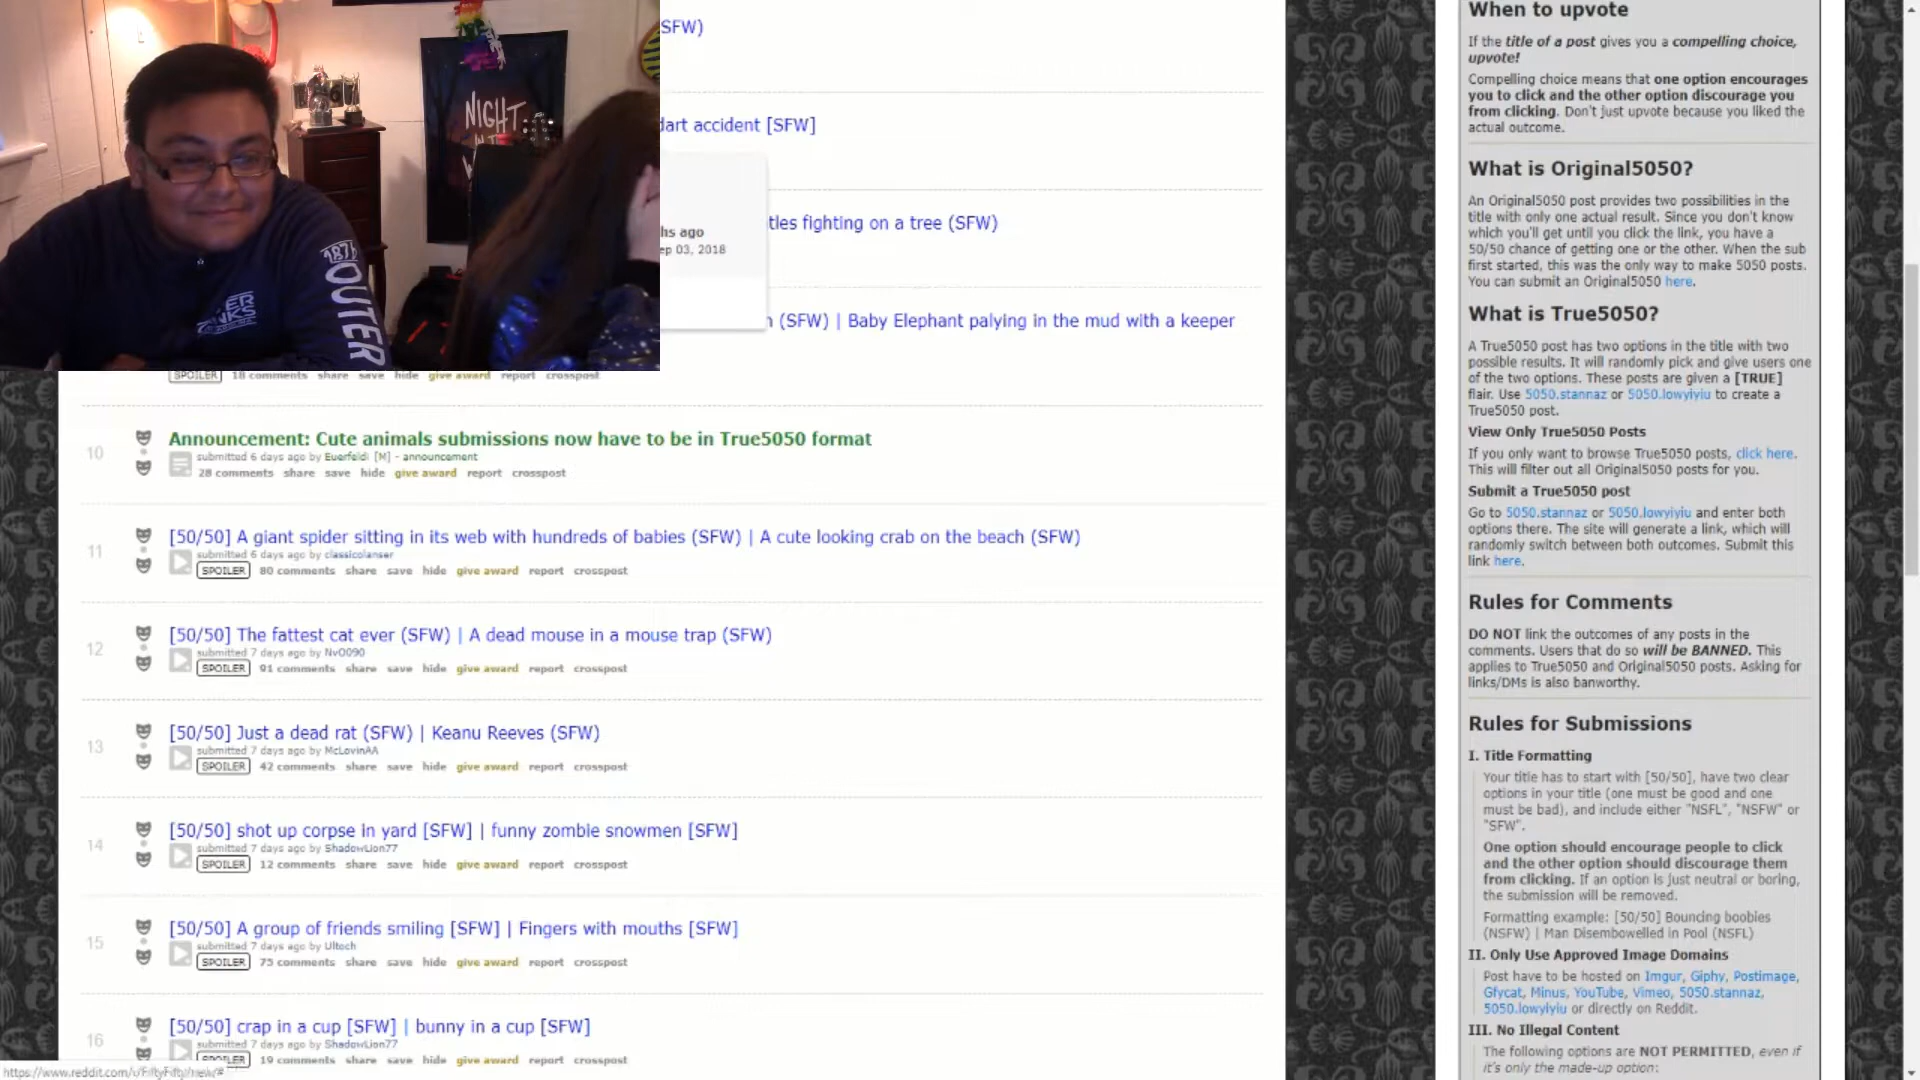 SFW)
dart accident [SFW]
hs ago
ep 03, 2018
tles fighting on a tree (SFW)
(SFW) | Baby Elephant palying in the mud with a keeper
SPOILER 18 comments share save hide give award report crosspost
10
Announcement: Cute animals submissions now have to be in True5050 format
submitted 6 days ago by Euerfeldi [M] - announcement
28 comments share save hide give award report crosspost
11
[50/50] A giant spider sitting in its web with hundreds of babies (SFW) | A cute looking crab on the beach (SFW)
submitted 6 days ago by classicolanser
SPOILER 80 comments share save hide give award report crosspost
12
[50/50] The fattest cat ever (SFW) | A dead mouse in a mouse trap (SFW)
submitted 7 days ago by NvO090
SPOILER 91 comments share save hide give award report crosspost
13
[50/50] Just a dead rat (SFW) | Keanu Reeves (SFW)
submitted 7 days ago by McLovinAA
SPOILER 42 comments share save hide give award report crosspost
14
[50/50] shot up corpse in yard [SFW] | funny zombie snowmen [SFW]
submitted 7 days ago by ShadowLion77
SPOILER 12 comments share save hide give award report crosspost
15
[50/50] A group of friends smiling [SFW] | Fingers with mouths [SFW]
submitted 7 days ago by Ultoch
SPOILER 75 comments share save hide give award report crosspost
16
[50/50] crap in a cup [SFW] | bunny in a cup [SFW]
submitted 7 days ago by ShadowLion77
SPOILER 19 comments share save hide give award report crosspost
https://www.reddit.com/r/FiftyFifty/new/#
NIGHT
IN THE
187
OUTER
When to upvote
If the title of a post gives you a compelling choice,
upvote!
Compelling choice means that one option encourages
you to click and the other option discourage you
from clicking. Don't just upvote because you liked the
actual outcome.
What is Original5050?
An Original5050 post provides two possibilities in the
title with only one actual result. Since you don't know
which you'll get until you click the link, you have a
50/50 chance of getting one or the other. When the sub
first started, this was the only way to make 5050 posts.
You can submit an Original5050 here.
What is True5050?
A True5050 post has two options in the title with two
possible results. It will randomly pick and give users one
of the two options. These posts are given a [TRUE]
flair. Use 5050.stannaz or 5050.lowyiyiu to create a
True5050 post.
View Only True5050 Posts
If you only want to browse True5050 posts, click here.
This will filter out all Original5050 posts for you.
Submit a True5050 post
Go to 5050.stannaz or 5050.lowyiyiu and enter both
options there. The site will generate a link, which will
randomly switch between both outcomes. Submit this
link here.
Rules for Comments
DO NOT link the outcomes of any posts in the
comments. Users that do so will be BANNED. This
applies to True5050 and Original5050 posts. Asking for
links/DMs is also banworthy.
Rules for Submissions
I. Title Formatting
Your title has to start with [50/50], have two clear
options in your title (one must be good and one
must be bad), and include either "NSFL", "NSFW" or
"SFW".
One option should encourage people to click
and the other option should discourage them
from clicking. If an option is just neutral or boring,
the submission will be removed.
Formatting example: [50/50] Bouncing boobies
(NSFW) | Man Disembowelled in Pool (NSFL)
II. Only Use Approved Image Domains
Post have to be hosted on Imgur, Giphy, Postimage,
Gfycat, Minus, YouTube, Vimeo, 5050.stannaz,
5050.lowyiyiu or directly on Reddit.
III. No Illegal Content
The following options are NOT PERMITTED, even if
it's only the made-up option: